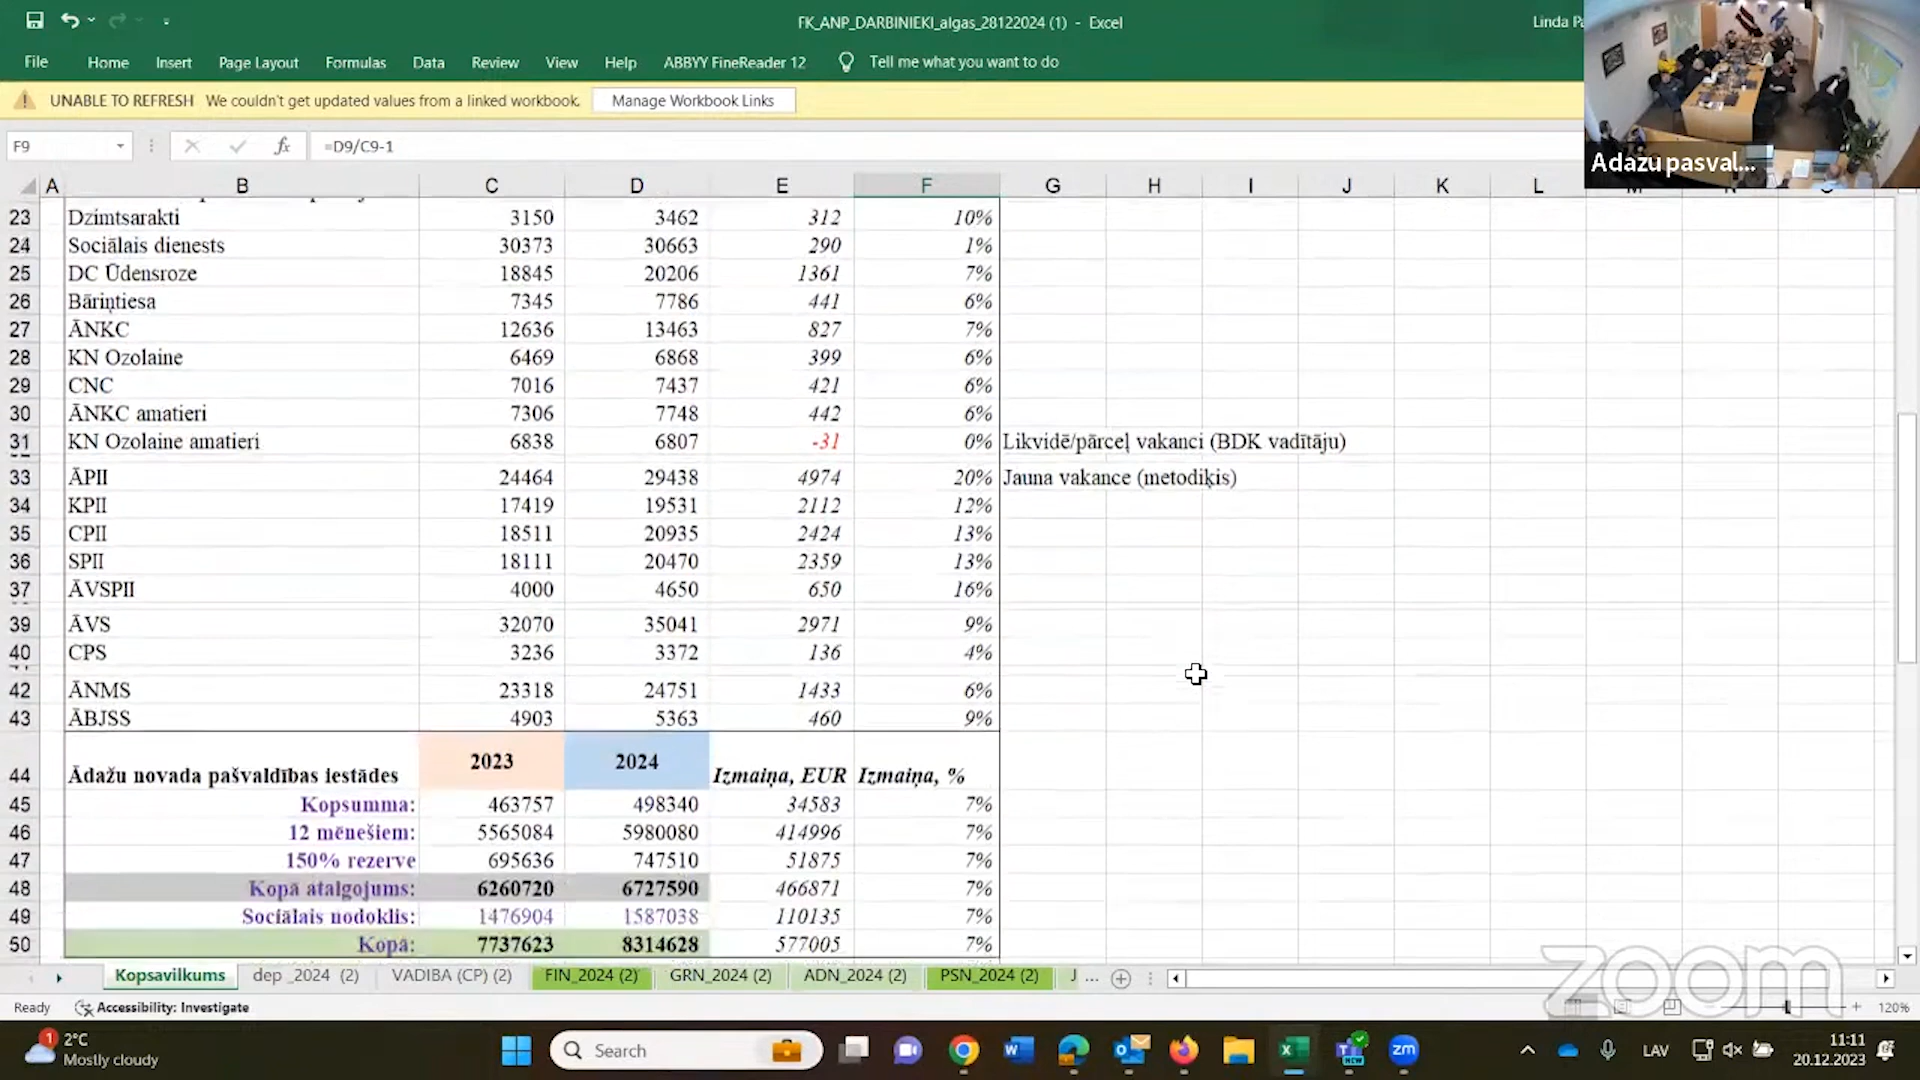 FK_ANP_DARBINIEKI_algas_28122024 (1) - Excel
Linda
File Home Insert Page Layout Formulas Data Review View Help ABBYY FineReader 12 Tell me what you want to do
UNABLE TO REFRESH We couldn't get updated values from a linked workbook. Manage Workbook Links
Adazu pasval...
F9 fx =D9/C9-1
A B C D E F G H I J K L
23 Dzimtsarakti 3150 3462 312 10%
24 Sociālais dienests 30373 30663 290 1%
25 DC Ūdensroze 18845 20206 1361 7%
26 Bāriņtiesa 7345 7786 441 6%
27 ĀNKC 12636 13463 827 7%
28 KN Ozolaine 6469 6868 399 6%
29 CNC 7016 7437 421 6%
30 ĀNKC amatieri 7306 7748 442 6%
31 KN Ozolaine amatieri 6838 6807 -31 0% Likvidē/pārceļ vakanci (BDK vadītāju)
33 ĀPII 24464 29438 4974 20% Jauna vakance (metodiķis)
34 KPII 17419 19531 2112 12%
35 CPII 18511 20935 2424 13%
36 SPII 18111 20470 2359 13%
37 ĀVSPII 4000 4650 650 16%
39 ĀVS 32070 35041 2971 9%
40 CPS 3236 3372 136 4%
42 ĀNMS 23318 24751 1433 6%
43 ĀBJSS 4903 5363 460 9%
44 Ādažu novada pašvaldības iestādes 2023 2024 Izmaiņa, EUR Izmaiņa, %
45 Kopsumma: 463757 498340 34583 7%
46 12 mēnešiem: 5565084 5980080 414996 7%
47 150% rezerve 695636 747510 51875 7%
48 Kopā atalgojums: 6260720 6727590 466871 7%
49 Sociālais nodoklis: 1476904 1587038 110135 7%
50 Kopā: 7737623 8314628 577005 7%
Kopsavilkums dep _2024 (2) VADIBA (CP) (2) FIN_2024 (2) GRN_2024 (2) ADN_2024 (2) PSN_2024 (2) J ...
zoom
Ready Accessibility: Investigate 120%
1 2°C
Mostly cloudy
Search
zm
LAV
11:11
20.12.2023